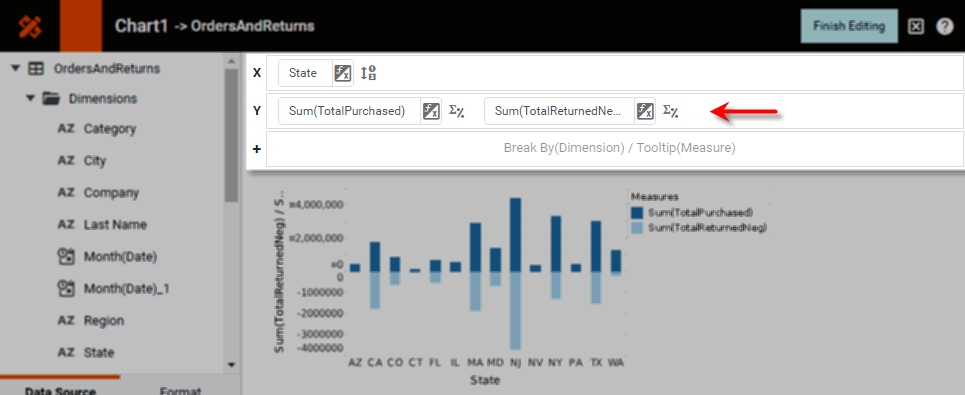 Chart1 -> OrdersAndReturns
Finish Editing
OrdersAndReturns
Dimensions
AZ Category
AZ City
AZ Company
AZ Last Name
Month(Date)
Month(Date)_1
AZ Region
AZ State
Data Source
Format
X State
Y Sum(TotalPurchased) Σ% Sum(TotalReturnedNe... Σ%
+ Break By(Dimension) / Tooltip(Measure)
Sum(TotalReturnedNeg) / S..
¤4,000,000
¤2,000,000
¤0
0
-1000000
-2000000
-3000000
-4000000
AZ CA CO CT FL IL MA MD NJ NV NY PA TX WA
State
Measures
Sum(TotalPurchased)
Sum(TotalReturnedNeg)